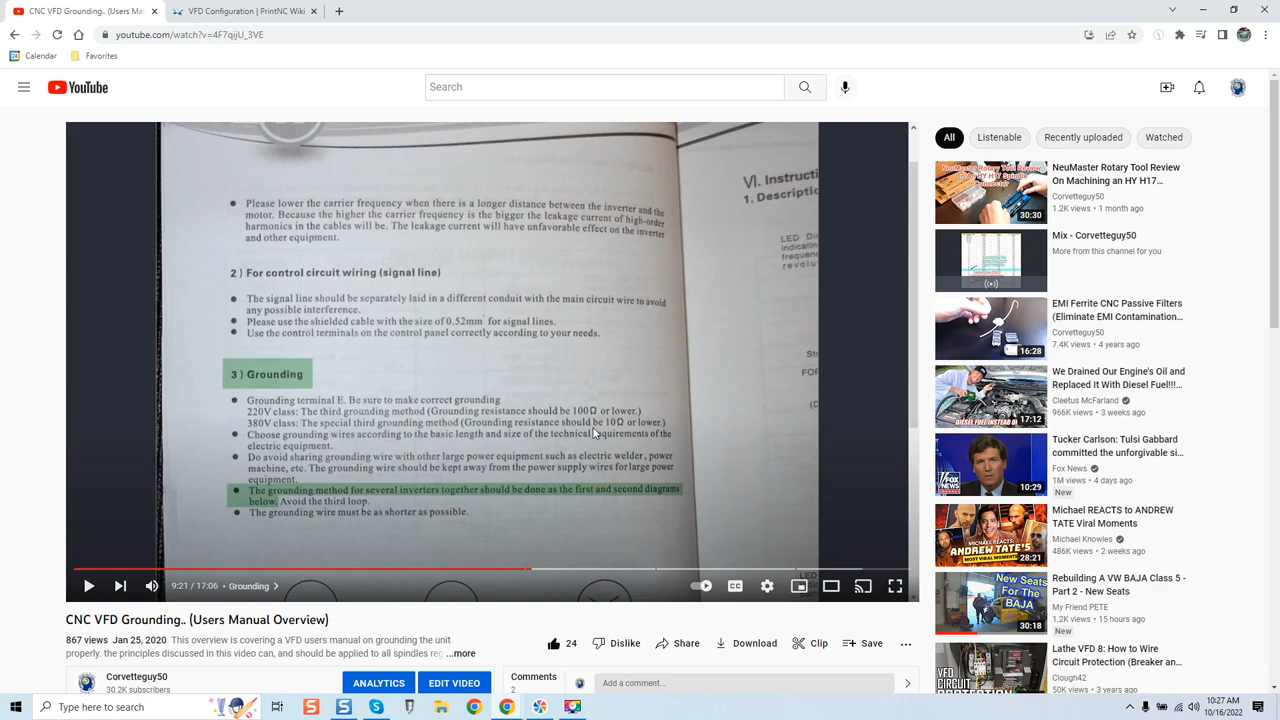 CNC VFD Grounding.. (Users Ma
VFD Configuration | PrintNC Wiki
youtube.com/watch?v=4F7qijU_3VE
Calendar
Favorites
YouTube
Search
Please lower the carrier frequency when there is a longer distance between the inverter and the
motor. Because the higher the carrier frequency is the bigger the leakage current of high-order
harmonics in the cables will be. The leakage current will have unfavorable effect on the inverter
and other equipment.
2 ) For control circuit wiring (signal line)
The signal line should be separately laid in a different conduit with the main circuit wire to avoid
any possible interference.
Please use the shielded cable with the size of 0.52mm² for signal lines.
Use the control terminals on the control panel correctly according to your needs.
3 ) Grounding
Grounding terminal E. Be sure to make correct grounding
220V class: The third grounding method (Grounding resistance should be 100Ω or lower.)
380V class: The special third grounding method (Grounding resistance should be 10Ω or lower.)
Choose grounding wires according to the basic length and size of the technical requirements of the
electric equipment.
Do avoid sharing grounding wire with other large power equipment such as electric welder, power
machine, etc. The grounding wire should be kept away from the power supply wires for large power
equipment.
The grounding method for several inverters together should be done as the first and second diagrams
below. Avoid the third loop.
The grounding wire must be as shorter as possible.
VI. Instructi
1. Descripti
LED Di
indicating
frequen
revolu
9:21 / 17:06 • Grounding >
CC
CNC VFD Grounding.. (Users Manual Overview)
867 views Jan 25, 2020 This overview is covering a VFD users manual on grounding the unit
properly. the principles discussed in this video can, and should be applied to all spindles reg ...more
24
Dislike
Share
Download
Clip
Save
Corvetteguy50
30.2K subscribers
ANALYTICS
EDIT VIDEO
Comments
2
Add a comment...
All
Listenable
Recently uploaded
Watched
30:30
NeuMaster Rotary Tool Review
On Machining an HY H17…
Corvetteguy50
1.2K views • 1 month ago
Mix - Corvetteguy50
More from this channel for you
16:28
EMI Ferrite CNC Passive Filters
(Eliminate EMI Contamination…
Corvetteguy50
7.4K views • 4 years ago
DIESEL FUEL INSTEAD OI
17:12
We Drained Our Engine's Oil and
Replaced It With Diesel Fuel!!…
Cleetus McFarland
966K views • 3 weeks ago
10:29
Tucker Carlson: Tulsi Gabbard
committed the unforgivable si…
Fox News
1M views • 4 days ago
New
MOST VIRAL MOMENTS
28:21
Michael REACTS to ANDREW
TATE Viral Moments
Michael Knowles
486K views • 2 weeks ago
New Seats
For The
BAJA
30:18
Rebuilding A VW BAJA Class 5 -
Part 2 - New Seats
My Friend PETE
1.2K views • 15 hours ago
New
VFD
CIRCUIT
Lathe VFD 8: How to Wire
Circuit Protection (Breaker an…
Clough42
50K views • 3 years ago
Type here to search
10:27 AM
10/16/2022